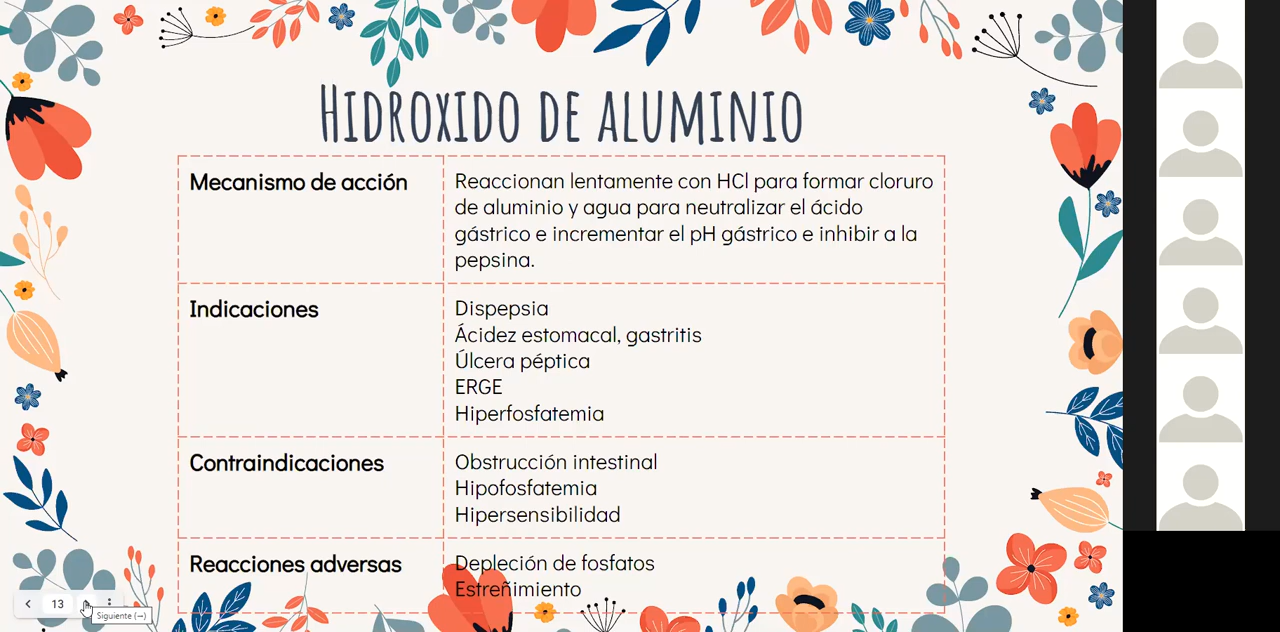 HIDROXIDO DE ALUMINIO
Mecanismo de acción
Reaccionan lentamente con HCl para formar cloruro
de aluminio y agua para neutralizar el ácido
gástrico e incrementar el pH gástrico e inhibir a la
pepsina.
Indicaciones
Dispepsia
Ácidez estomacal, gastritis
Úlcera péptica
ERGE
Hiperfosfatemia
Contraindicaciones
Obstrucción intestinal
Hipofosfatemia
Hipersensibilidad
Reacciones adversas
Depleción de fosfatos
Estreñimiento
13
Siguiente (→)